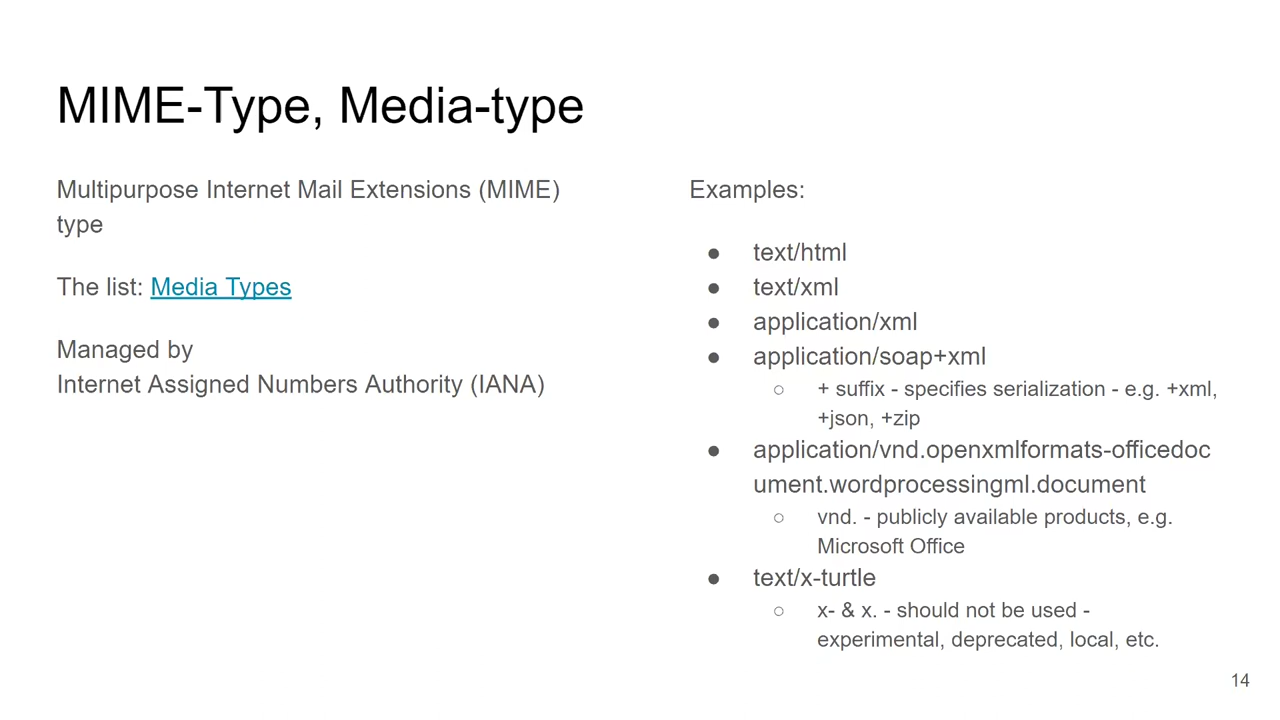 MIME-Type, Media-type
Multipurpose Internet Mail Extensions (MIME)
type
The list: Media Types
Managed by
Internet Assigned Numbers Authority (IANA)
Examples:
● text/html
● text/xml
● application/xml
● application/soap+xml
○ + suffix - specifies serialization - e.g. +xml,
+json, +zip
● application/vnd.openxmlformats-officedoc
ument.wordprocessingml.document
○ vnd. - publicly available products, e.g.
Microsoft Office
● text/x-turtle
○ x- & x. - should not be used -
experimental, deprecated, local, etc.
14